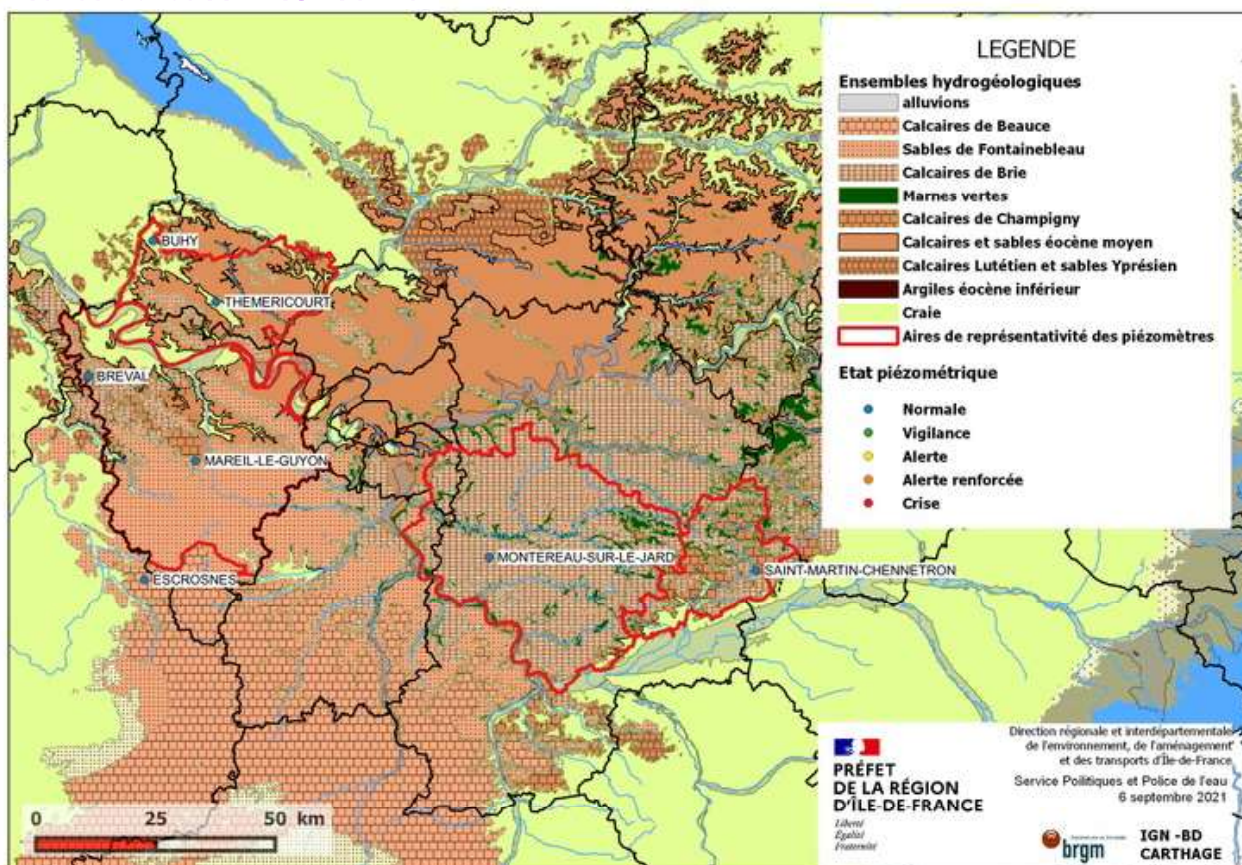 LEGENDE
Ensembles hydrogéologiques
alluvions
Calcaires de Beauce
Sables de Fontainebleau
Calcaires de Brie
Marnes vertes
Calcaires de Champigny
Calcaires et sables éocène moyen
Calcaires Lutétien et sables Yprésien
Argiles éocène inférieur
Craie
Aires de représentativité des piézomètres
Etat piézométrique
Normale
Vigilance
Alerte
Alerte renforcée
Crise
BUHY
THEMERICOURT
BREVAL
MAREIL-LE-GUYON
MONTEREAU-SUR-LE-JARD
SAINT-MARTIN-CHENNETRON
ESCROSNES
0 25 50 km
PRÉFET
DE LA RÉGION
D'ÎLE-DE-FRANCE
Liberté
Égalité
Fraternité
Direction régionale et interdépartementale
de l'environnement, de l'aménagement
et des transports d'Île-de-France
Service Politiques et Police de l'eau
6 septembre 2021
brgm
IGN -BD
CARTHAGE